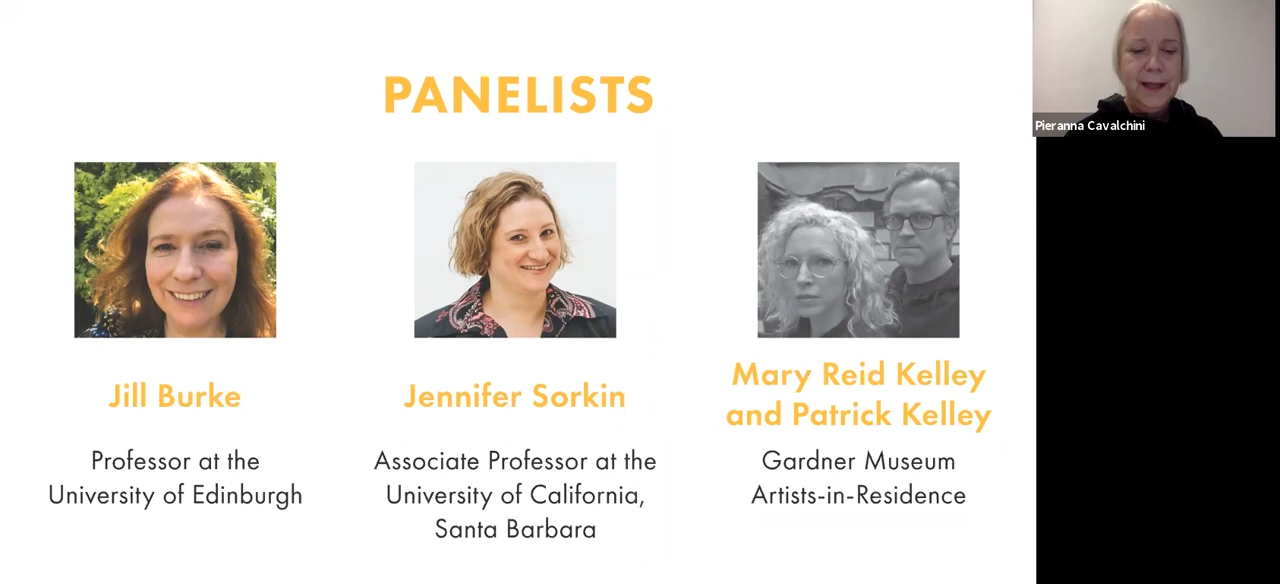 PANELISTS
Pieranna Cavalchini
Jill Burke
Professor at the
University of Edinburgh
Jennifer Sorkin
Associate Professor at the
University of California,
Santa Barbara
Mary Reid Kelley
and Patrick Kelley
Gardner Museum
Artists-in-Residence